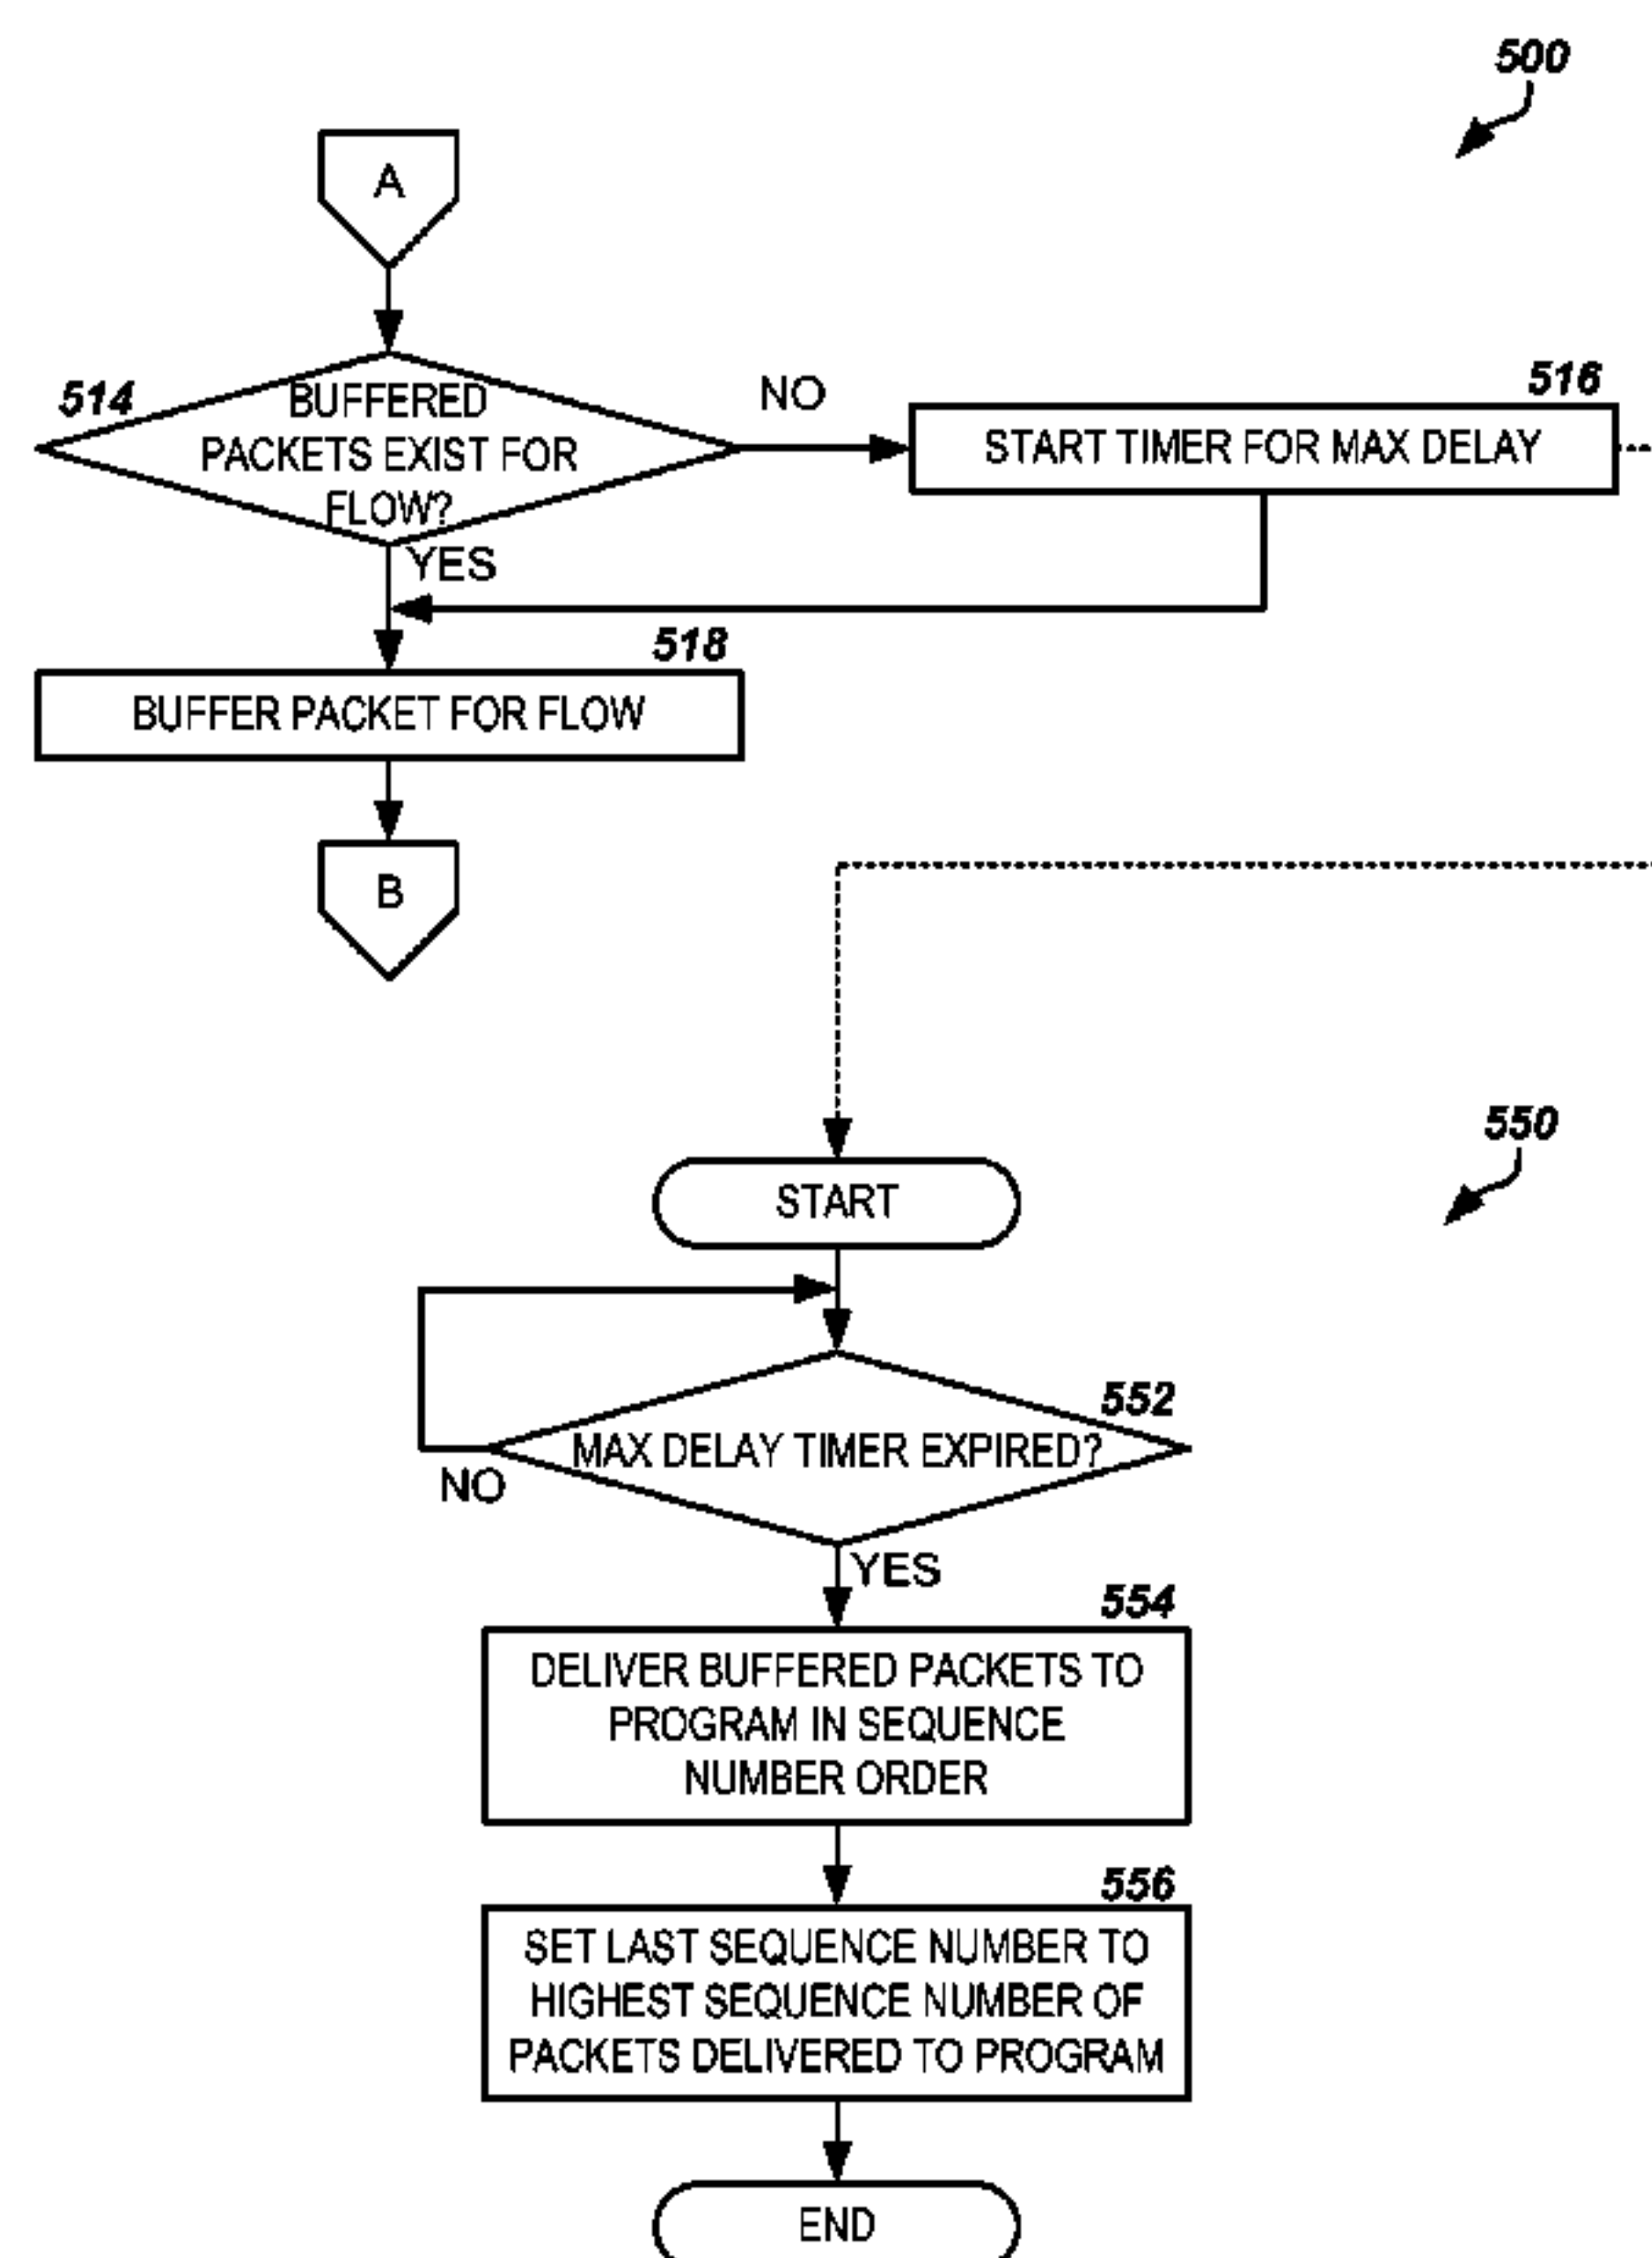 500
A
514
BUFFERED
PACKETS EXIST FOR
FLOW?
NO
516
START TIMER FOR MAX DELAY
YES
518
BUFFER PACKET FOR FLOW
B
550
START
552
MAX DELAY TIMER EXPIRED?
NO
YES
554
DELIVER BUFFERED PACKETS TO
PROGRAM IN SEQUENCE
NUMBER ORDER
556
SET LAST SEQUENCE NUMBER TO
HIGHEST SEQUENCE NUMBER OF
PACKETS DELIVERED TO PROGRAM
END